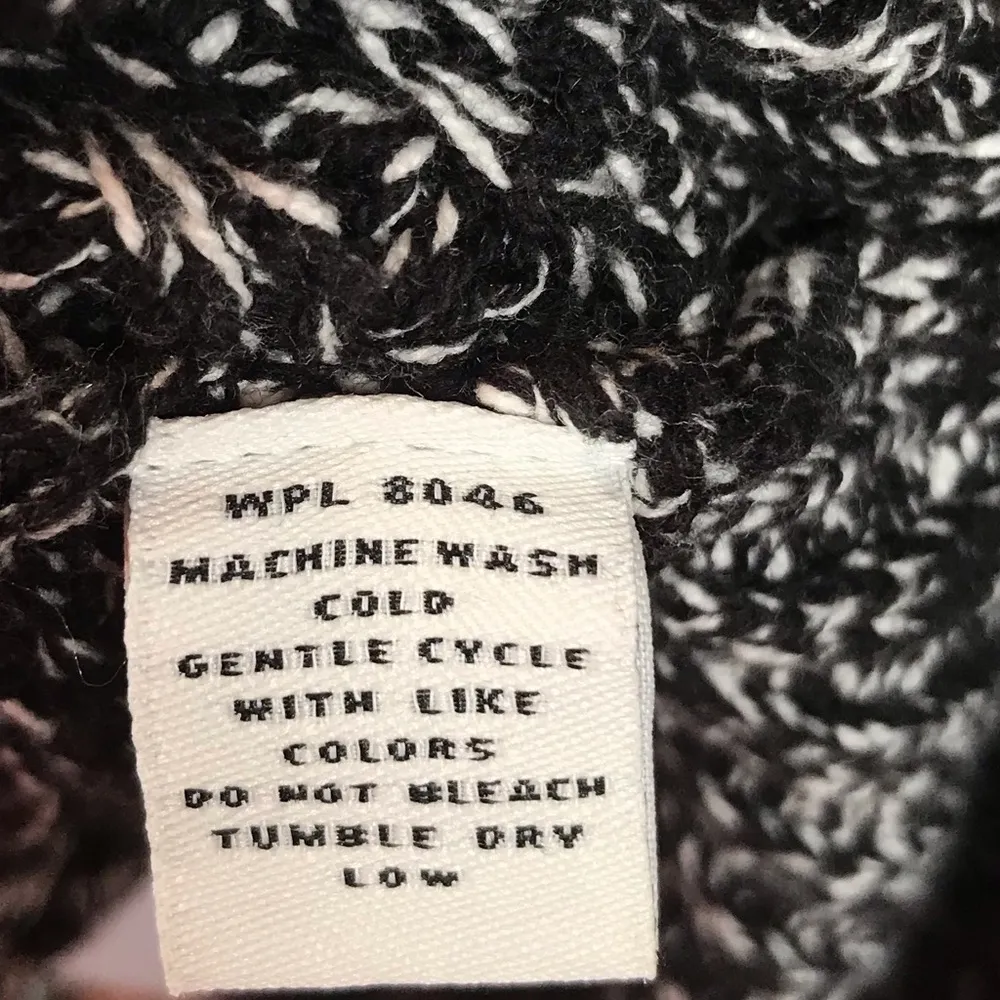 WPL 8046
MACHINE WASH
COLD
GENTLE CYCLE
WITH LIKE
COLORS
DO NOT BLEACH
TUMBLE DRY
LOW